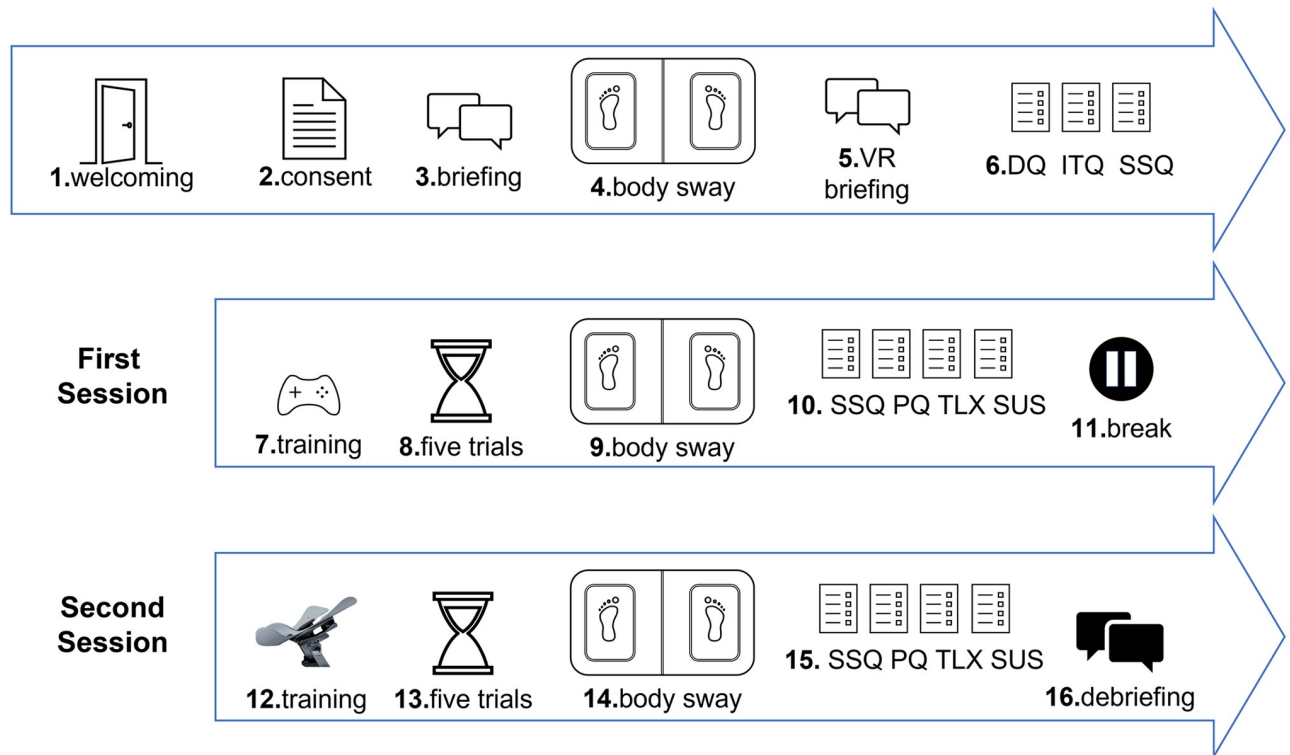 1.welcoming
2.consent
3.briefing
4.body sway
5.VR
briefing
6.DQ ITQ SSQ
First
Session
7.training
8.five trials
9.body sway
10. SSQ PQ TLX SUS
11.break
Second
Session
12.training
13.five trials
14.body sway
15. SSQ PQ TLX SUS
16.debriefing